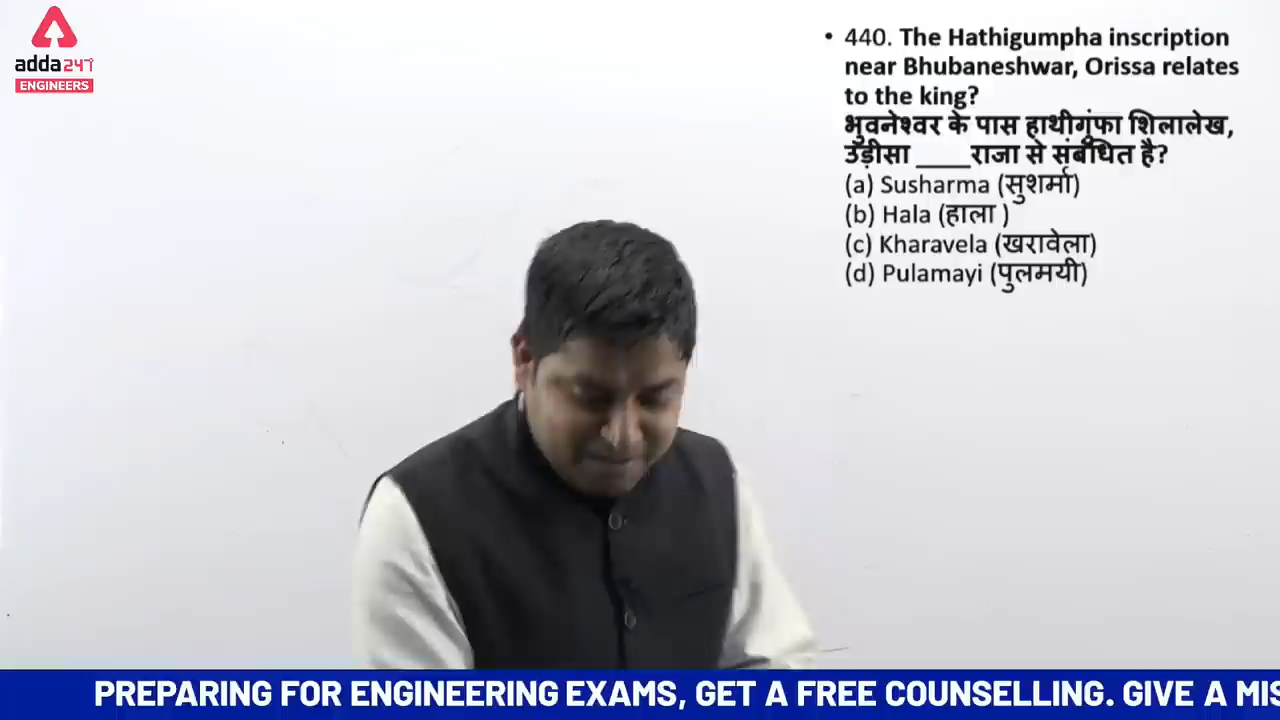 adda247
ENGINEERS
• 440. The Hathigumpha inscription
near Bhubaneshwar, Orissa relates
to the king?
भुवनेश्वर के पास हाथीगुंफा शिलालेख,
उड़ीसा ____राजा से संबंधित है?
(a) Susharma (सुशर्मा)
(b) Hala (हाला )
(c) Kharavela (खरावेला)
(d) Pulamayi (पुलमयी)
PREPARING FOR ENGINEERING EXAMS, GET A FREE COUNSELLING. GIVE A MIS